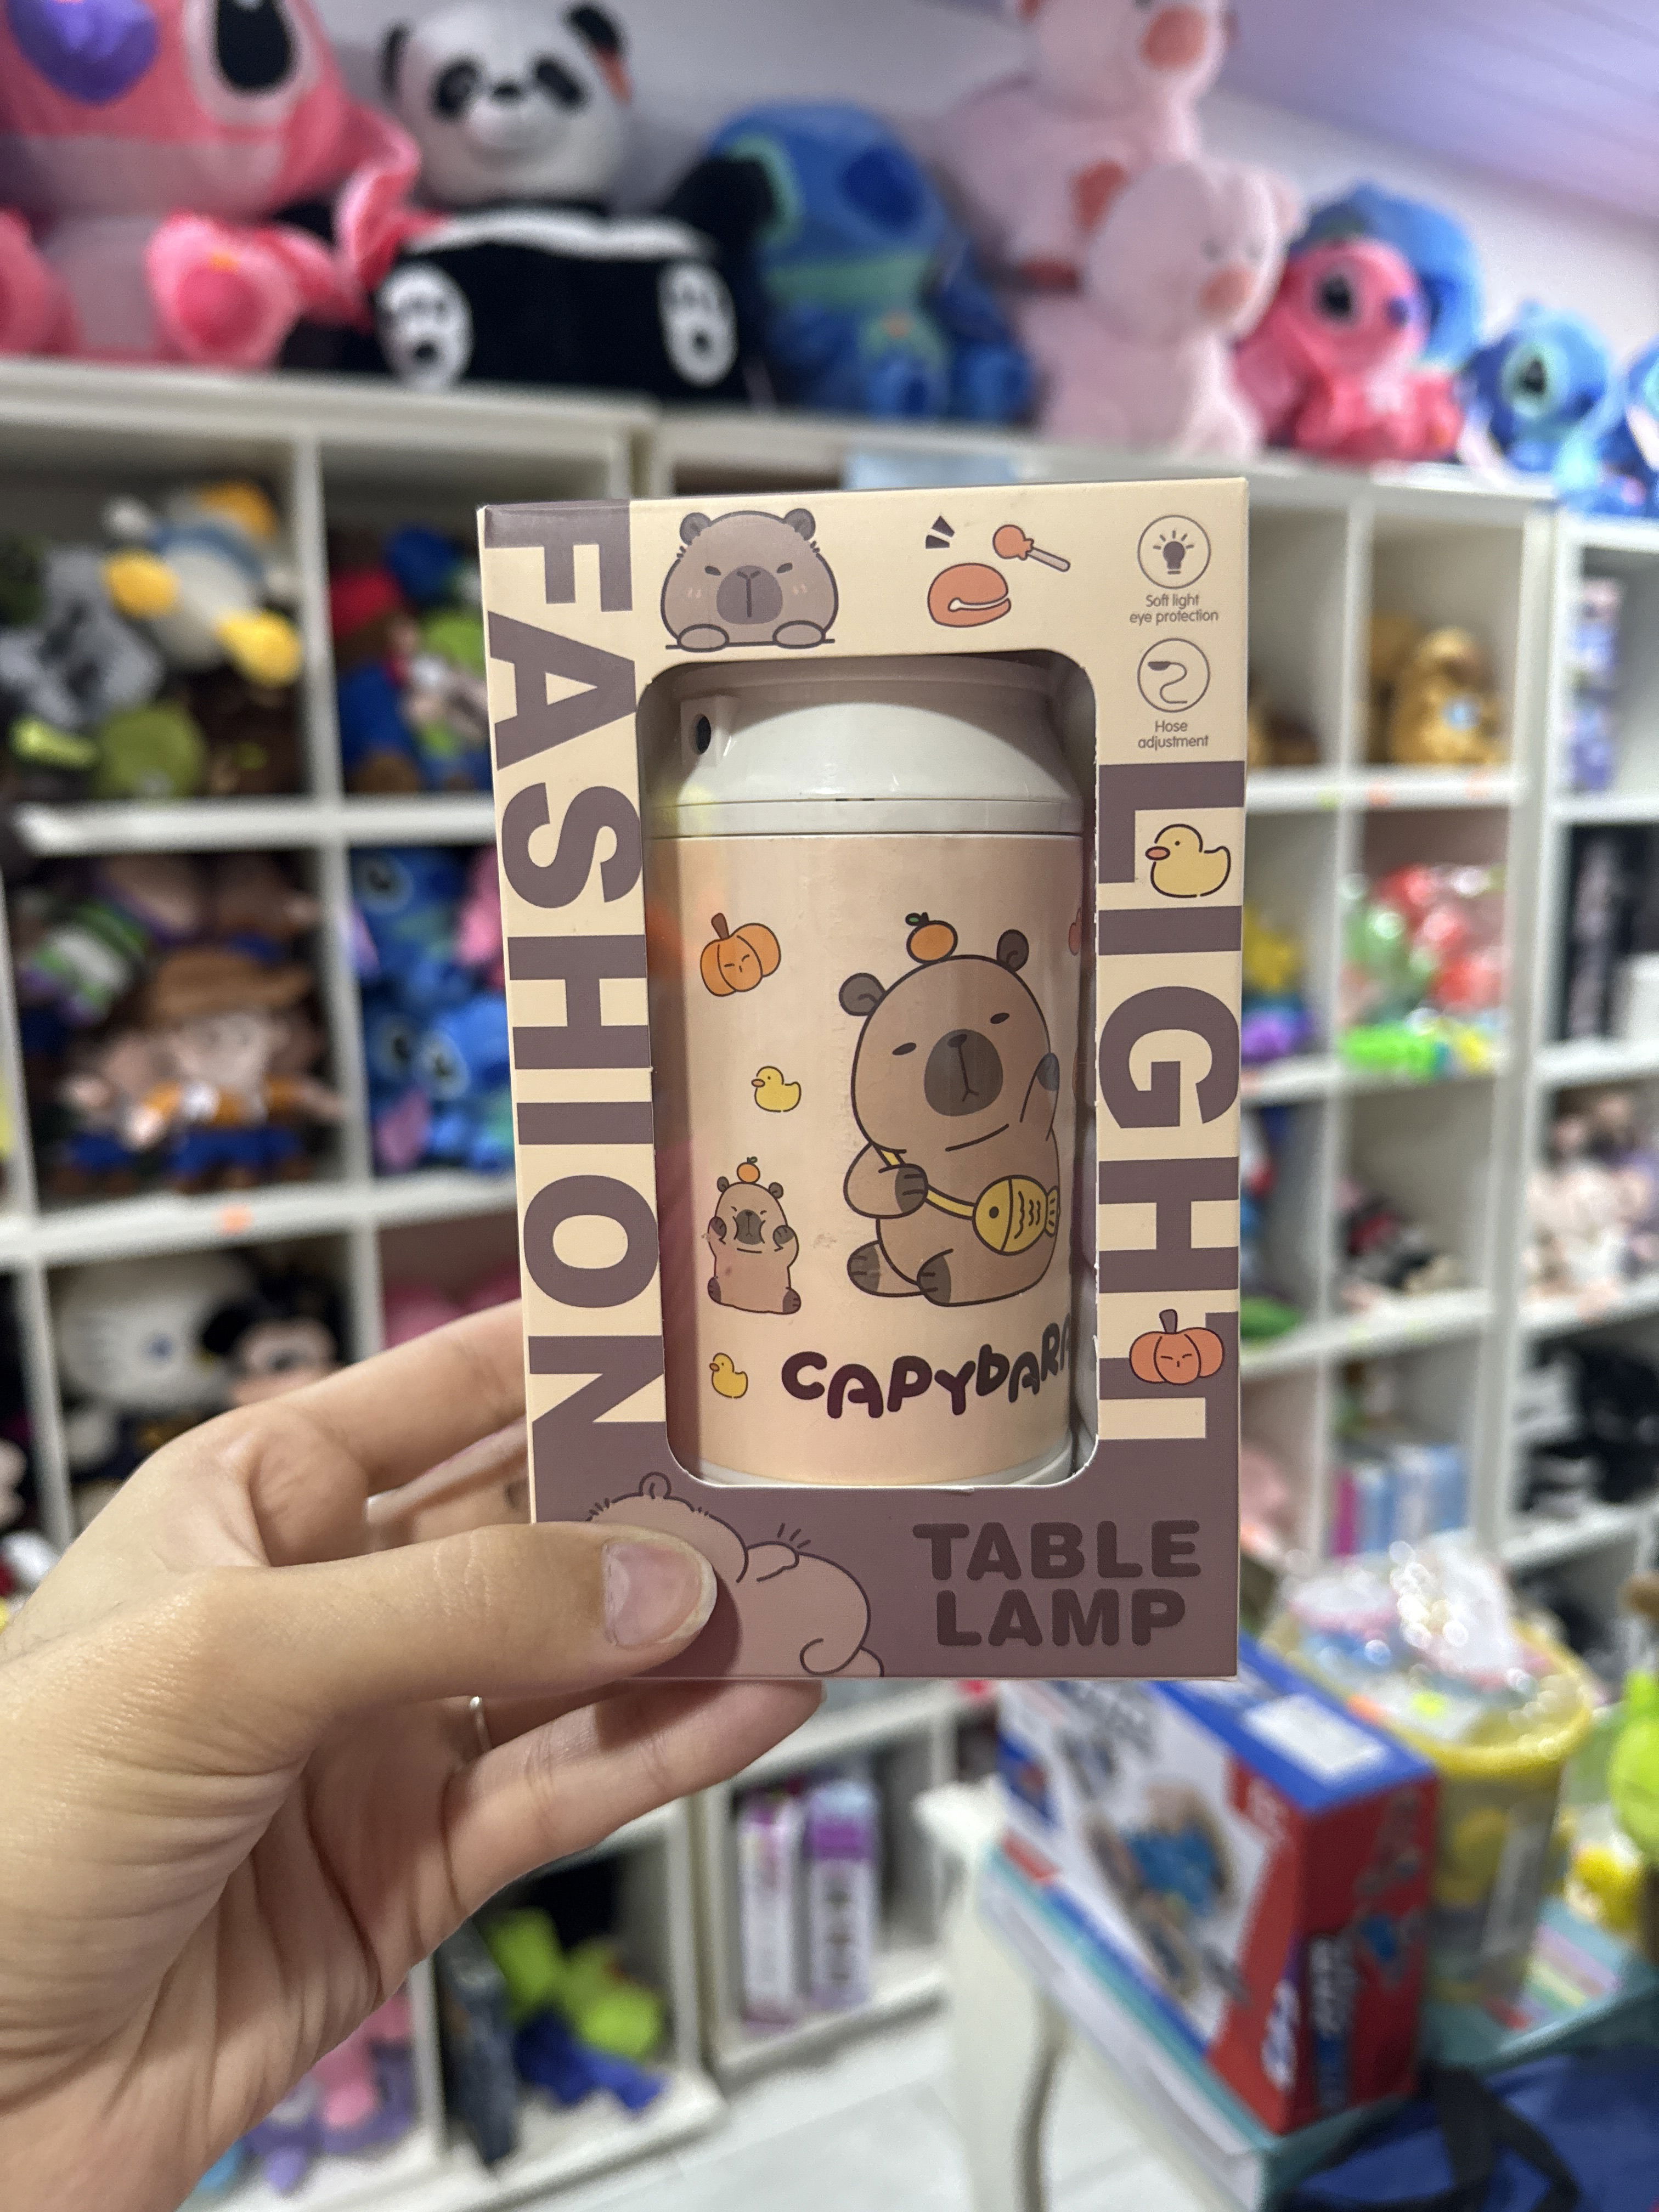 FASHION
Soft light
eye protection
Hose
adjustment
LIGHT
CAPYBARA
TABLE
LAMP